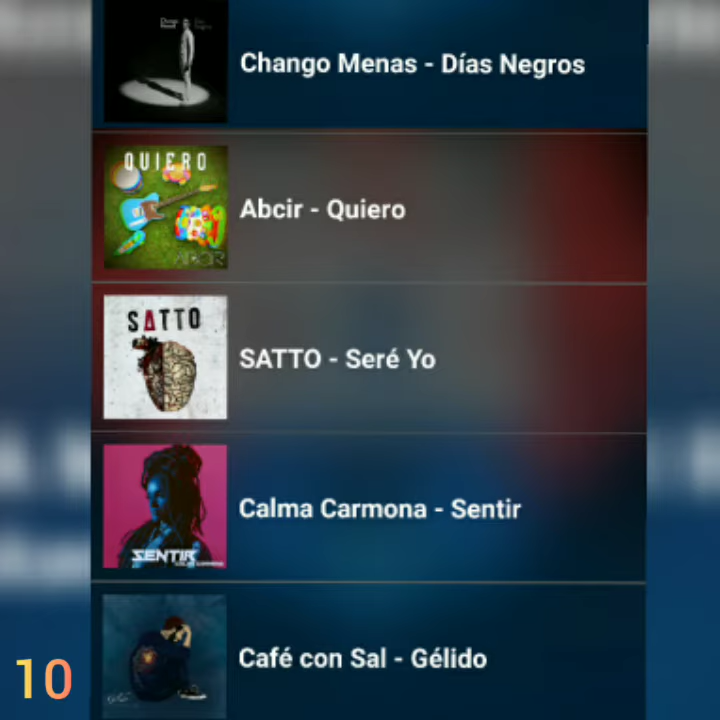 Chango Menas - Días Negros
QUIERO
Abcir - Quiero
SATTO
SATTO - Seré Yo
Calma Carmona - Sentir
SENTIR
Café con Sal - Gélido
10